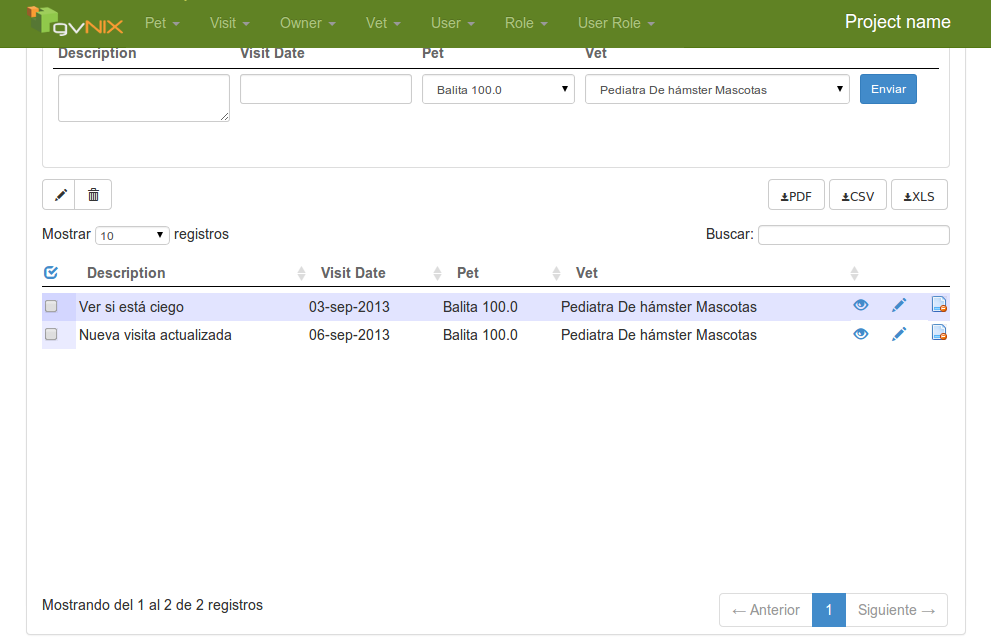 gvNIX Pet Visit Owner Vet User Role User Role Project name
Description Visit Date Pet Vet
Balita 100.0 Pediatra De hámster Mascotas Enviar
PDF CSV XLS
Mostrar 10 registros Buscar:
Description Visit Date Pet Vet
Ver si está ciego 03-sep-2013 Balita 100.0 Pediatra De hámster Mascotas
Nueva visita actualizada 06-sep-2013 Balita 100.0 Pediatra De hámster Mascotas
Mostrando del 1 al 2 de 2 registros ← Anterior 1 Siguiente →